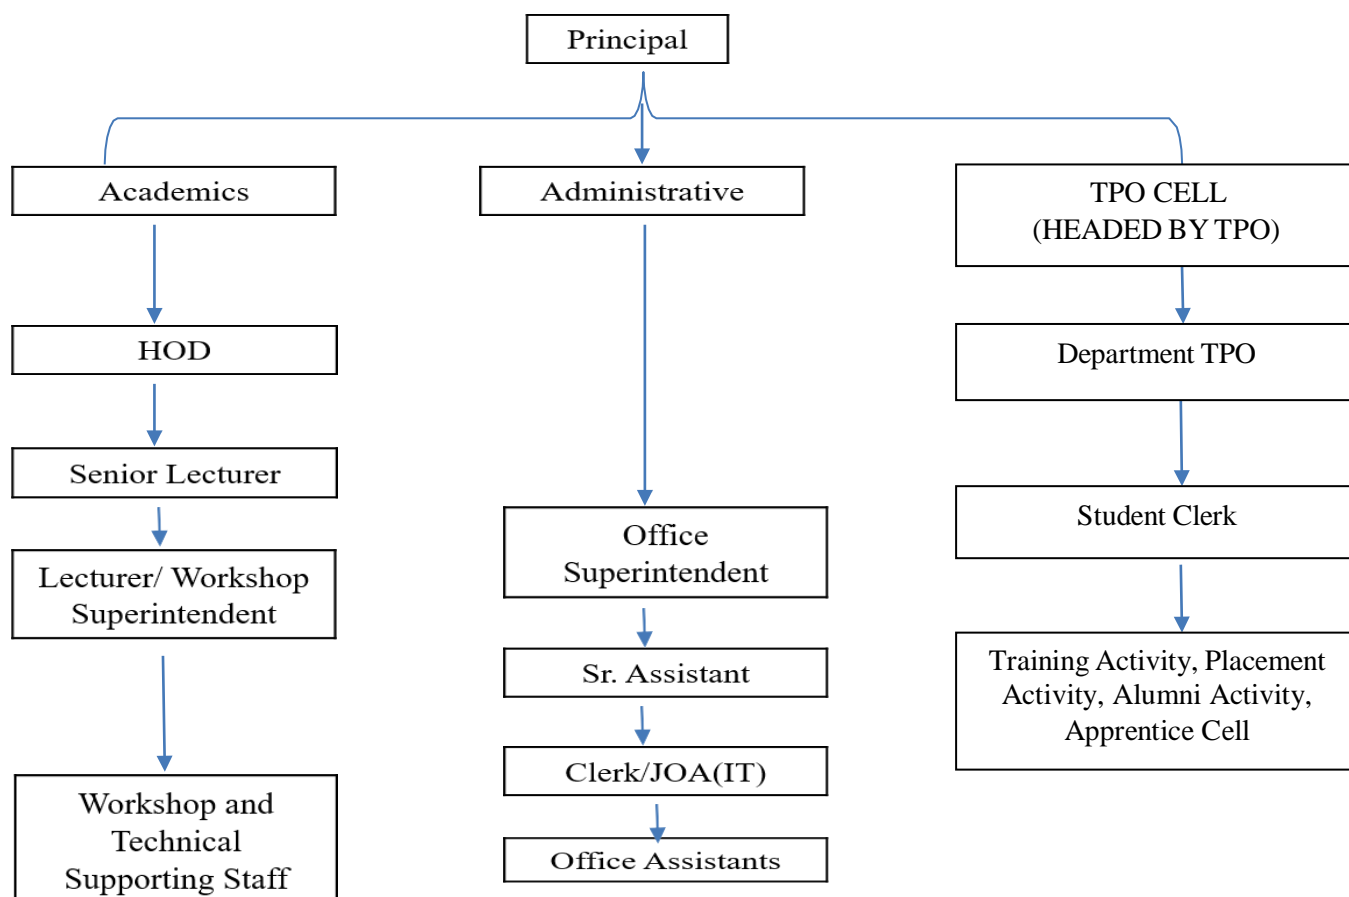 Principal
Academics
Administrative
TPO CELL
(HEADED BY TPO)
HOD
Department TPO
Senior Lecturer
Student Clerk
Lecturer/ Workshop
Superintendent
Office
Superintendent
Sr. Assistant
Training Activity, Placement
Activity, Alumni Activity,
Apprentice Cell
Clerk/JOA(IT)
Workshop and
Technical
Supporting Staff
Office Assistants